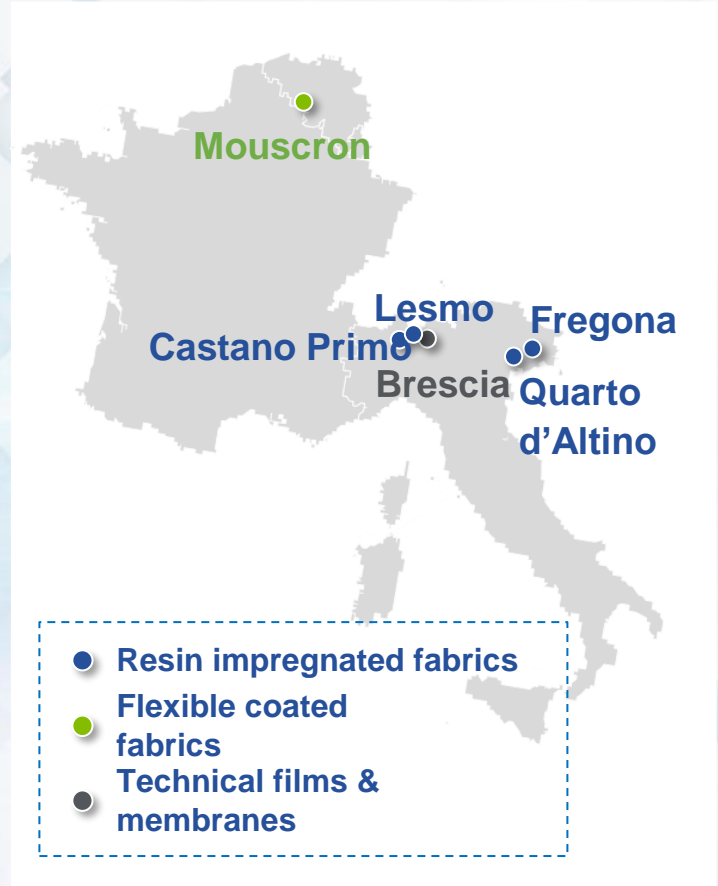 Mouscron
Lesmo
Fregona
Castano Primo
Brescia
Quarto
d’Altino
Resin impregnated fabrics
Flexible coated
fabrics
Technical films &
membranes